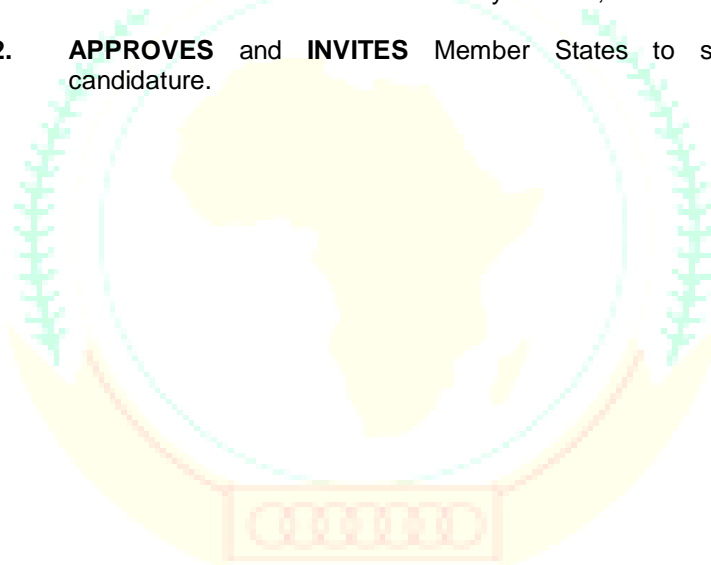 2. APPROVES and INVITES Member States to s
candidature.